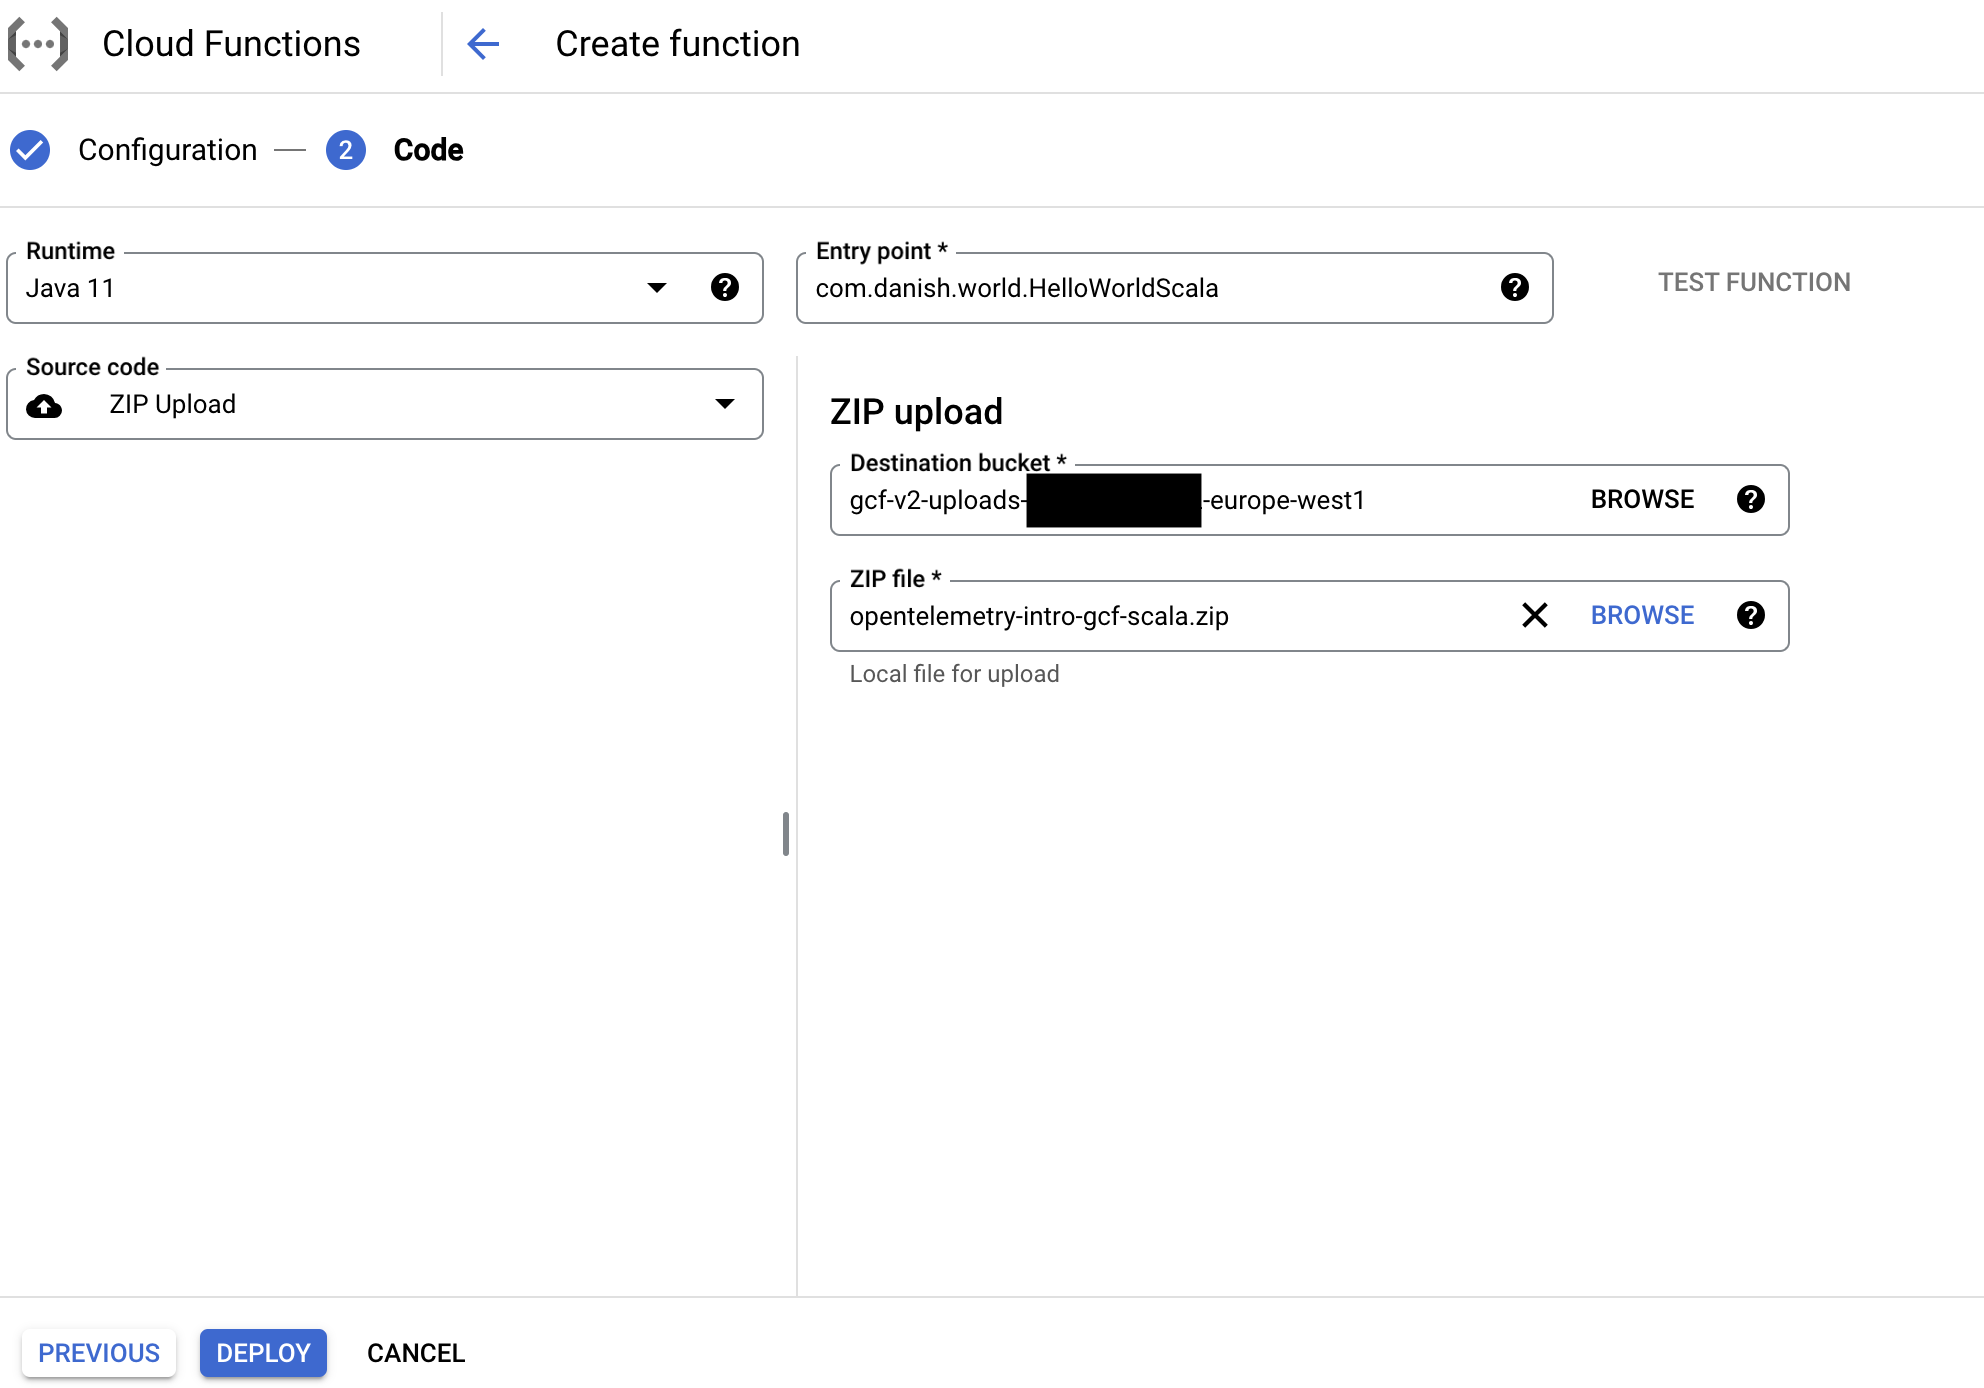 Cloud Functions
Create function
Configuration
2
Code
Runtime
Java 11
Entry point *
com.danish.world.HelloWorldScala
TEST FUNCTION
Source code
ZIP Upload
ZIP upload
Destination bucket *
gcf-v2-uploads- -europe-west1
BROWSE
ZIP file *
opentelemetry-intro-gcf-scala.zip
BROWSE
Local file for upload
PREVIOUS
DEPLOY
CANCEL